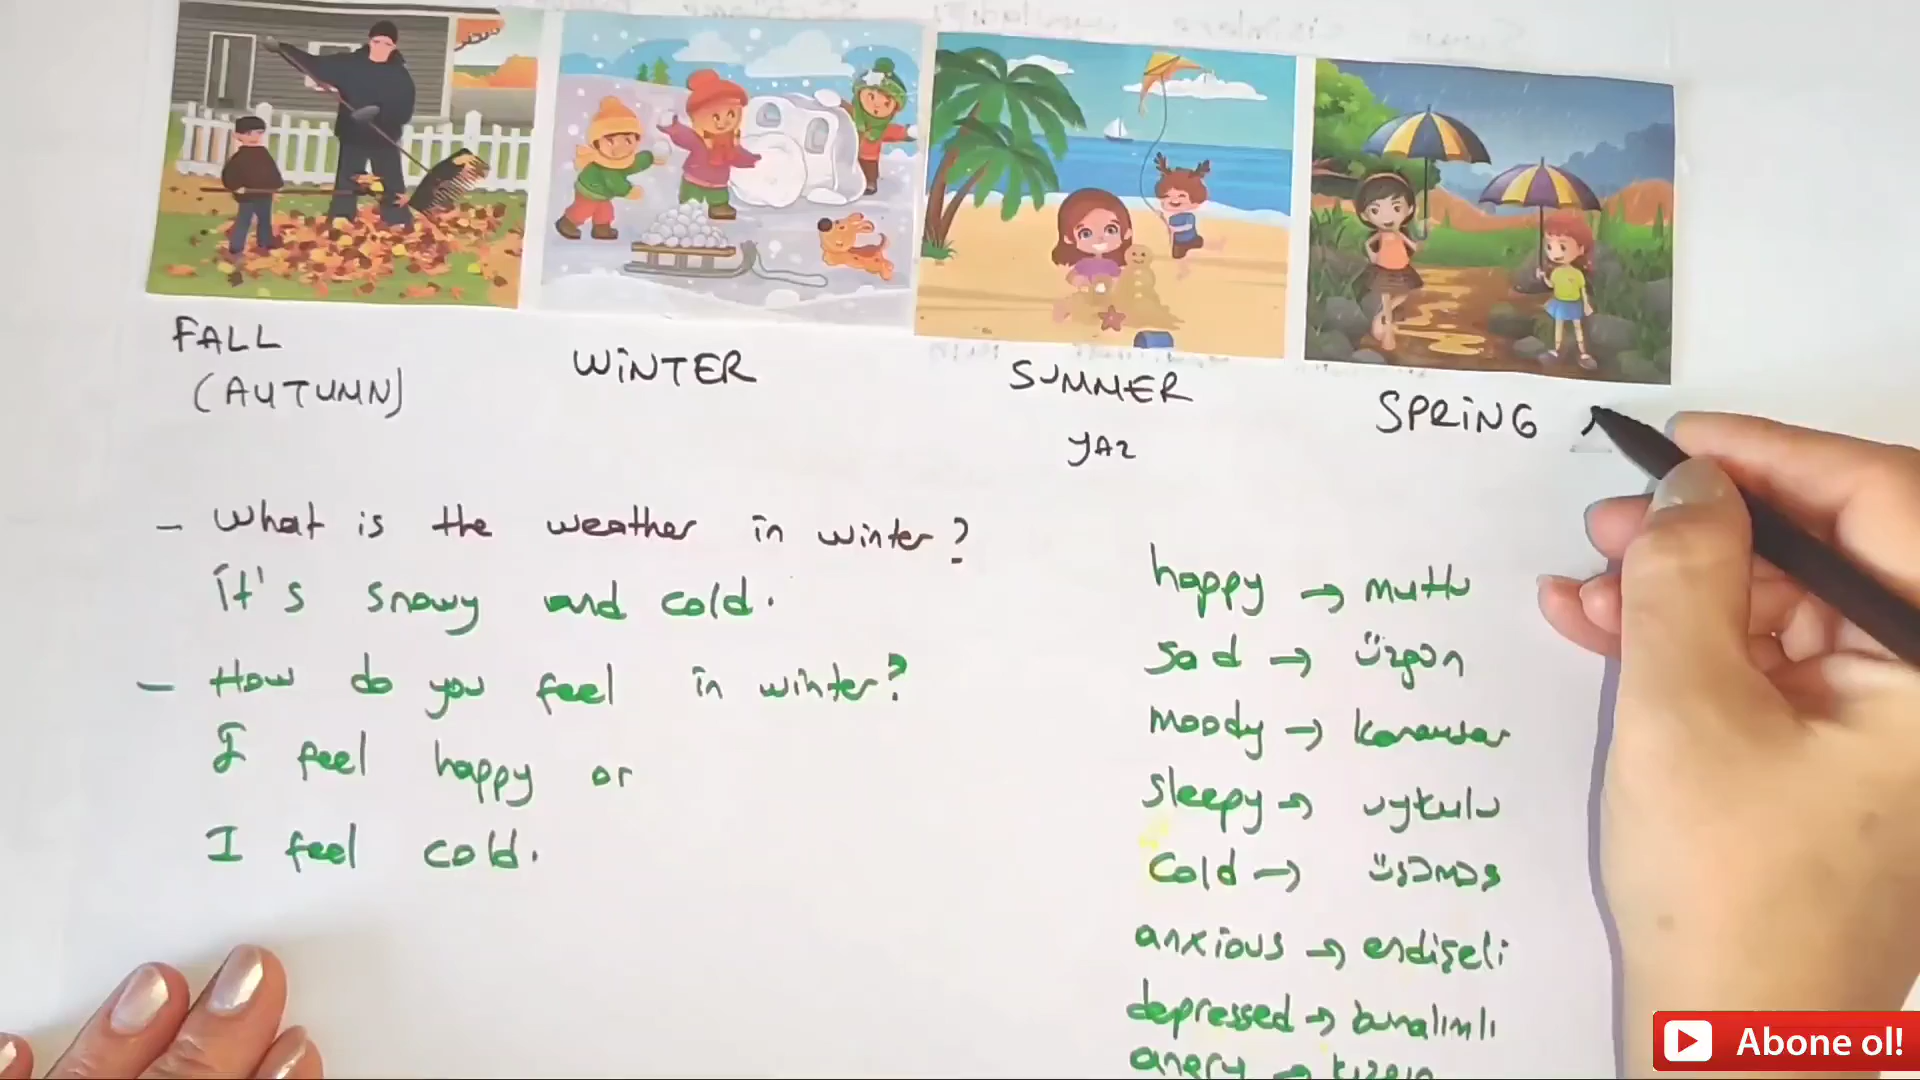 FALL
(AUTUMN)
WiNTER
SUMMER
YAZ
SPRiNG
- What is the weather in winter?
it's snowy and cold.
- How do you feel in winter?
I feel happy or
I feel cold.
happy → mutlu
sad → üzgün
moody → karamsar
sleepy → uykulu
cold → üşümüş
anxious → endişeli
depressed → bunalımlı
angry → kızgın
Abone ol!